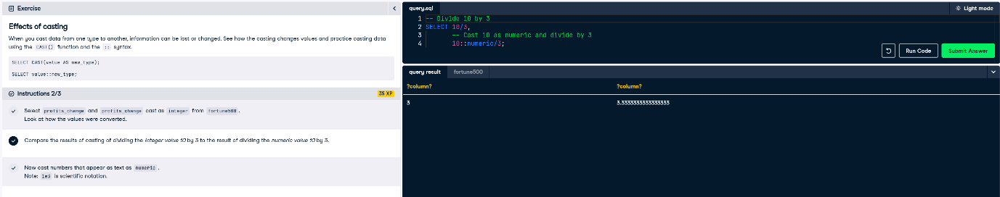 Exercise
Effects of casting
When you cast data from one type to another, information can be lost or changed. See how the casting changes values and practice casting data
using the CAST() function and the :: syntax.
SELECT CAST(value AS new_type);
SELECT value::new_type;
Instructions 2/3
35 XP
Select profits_change and profits_change cast as integer from fortune500.
Look at how the values were converted.
Compare the results of casting of dividing the integer value 10 by 3 to the result of dividing the numeric value 10 by 3.
Now cast numbers that appear as text as numeric.
Note: 1e3 is scientific notation.
query.sql
Light mode
1 -- Divide 10 by 3
2 SELECT 10/3,
3 -- Cast 10 as numeric and divide by 3
4 10::numeric/3;
Run Code
Submit Answer
query result fortune500
?column? ?column?
3 3.3333333333333333